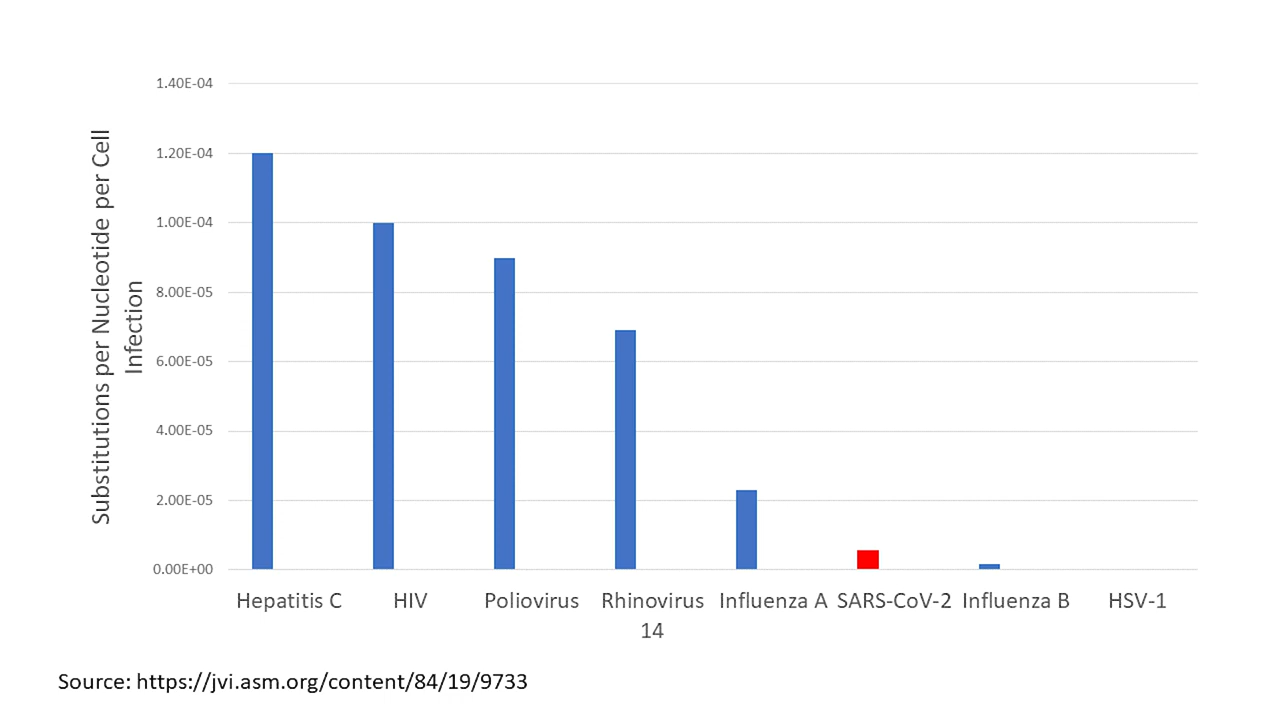 1.40E-04
1.20E-04
1.00E-04
8.00E-05
6.00E-05
4.00E-05
2.00E-05
0.00E+00
Substitutions per Nucleotide per Cell
Infection
Hepatitis C
HIV
Poliovirus
Rhinovirus
14
Influenza A
SARS-CoV-2
Influenza B
HSV-1
Source: https://jvi.asm.org/content/84/19/9733